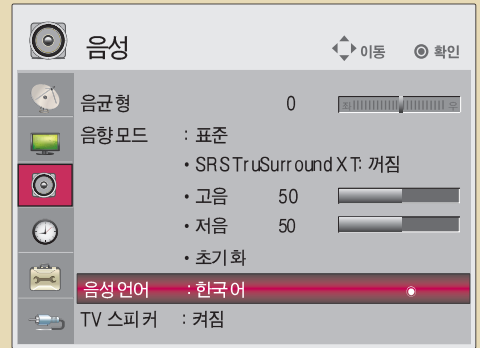 음성 이동 확인
음균형 0 좌 우
음향모드 : 표준
• SRS TruSurround XT: 꺼짐
• 고음 50
• 저음 50
• 초기화
음성언어 : 한국어
TV 스피커 : 켜짐